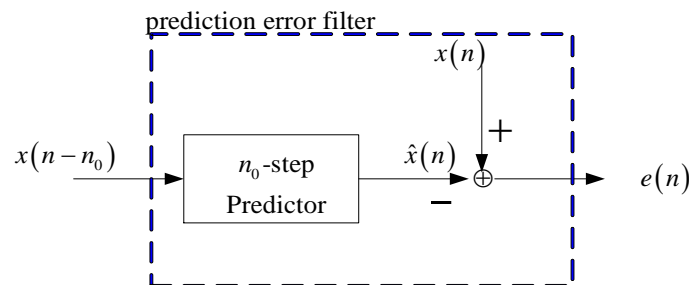 prediction error filter
x(n)
+
x(n − n₀)
n₀-step
Predictor
x̂(n)
−
⊕
e(n)